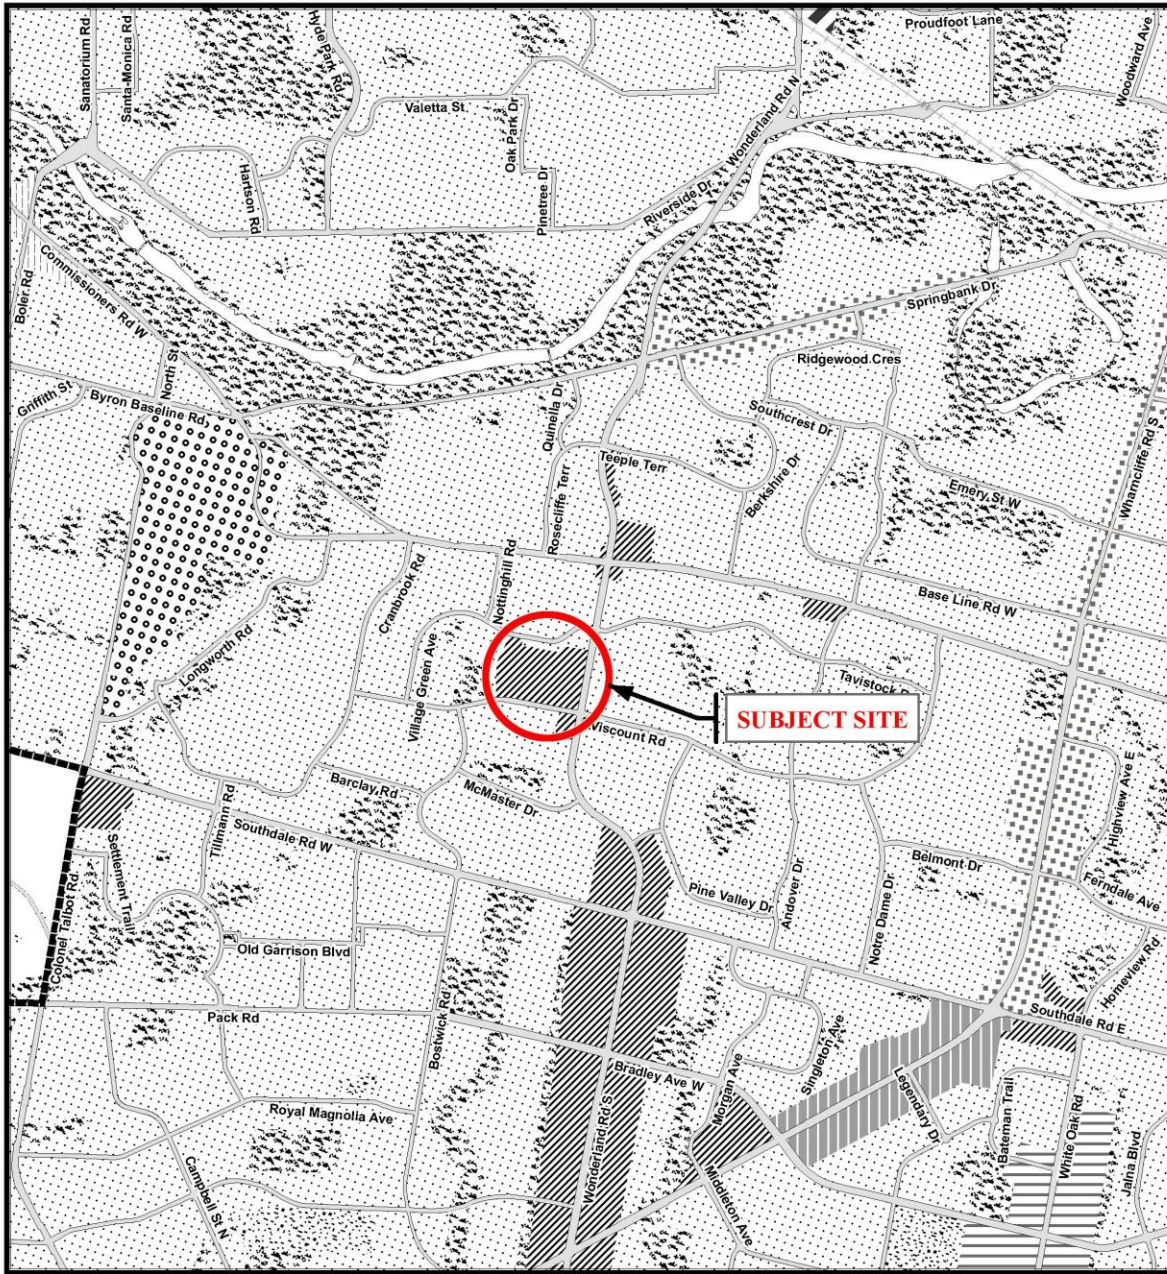 Sanatorium Rd
Santa-Monica Rd
Hyde Park Rd
Proudfoot Lane
Woodward Ave
Valetta St
Oak Park Dr
Wonderland Rd N
Hartson Rd
Pinetree Dr
Riverside Dr
Boler Rd
Commissioners Rd W
Springbank Dr
North St
Ridgewood Cres
Griffith St
Byron Baseline Rd
Quinella Dr
Southcrest Dr
Wharncliffe Rd S
Teeple Terr
Berkshire Dr
Rosecliffe Terr
Emery St W
Cranbrook Rd
Nottinghill Rd
Base Line Rd W
Longworth Rd
Village Green Ave
Tavistock
SUBJECT SITE
Viscount Rd
Barclay Rd
McMaster Dr
Highview Ave E
Tillmann Rd
Southdale Rd W
Settlement Trail
Belmont Dr
Ferndale Ave
Pine Valley Dr
Andover Dr
Notre Dame Dr
Colonel Talbot Rd
Old Garrison Blvd
Homeview Rd
Pack Rd
Bostwick Rd
Southdale Rd E
Singleton Ave
Bradley Ave W
Morgan Ave
Legendary Dr
Royal Magnolia Ave
Wonderland Rd S
Bateman Trail
White Oak Rd
Jalna Blvd
Campbell St N
Middleton Ave